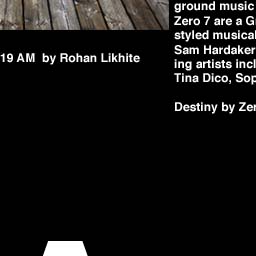 19 AM  by Rohan Likhite
ground music
Zero 7 are a
styled musical
Sam Hardaker
ing artists incl
Tina Dico, Sop
Destiny by Zer